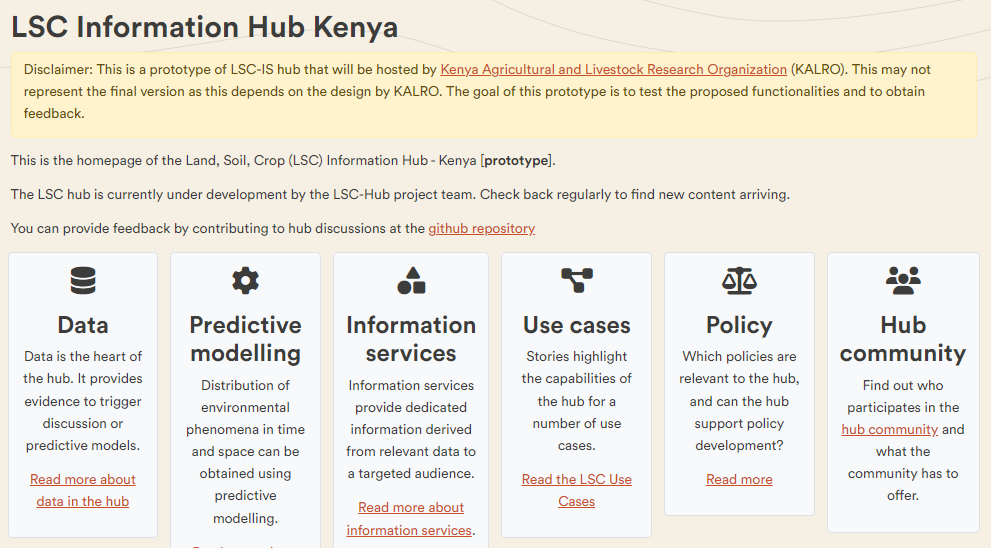 LSC Information Hub Kenya
Disclaimer: This is a prototype of LSC-IS hub that will be hosted by Kenya Agricultural and Livestock Research Organization (KALRO). This may not
represent the final version as this depends on the design by KALRO. The goal of this prototype is to test the proposed functionalities and to obtain
feedback.
This is the homepage of the Land, Soil, Crop (LSC) Information Hub - Kenya [prototype].
The LSC hub is currently under development by the LSC-Hub project team. Check back regularly to find new content arriving.
You can provide feedback by contributing to hub discussions at the github repository
Data
Data is the heart of
the hub. It provides
evidence to trigger
discussion or
predictive models.
Read more about
data in the hub
Predictive
modelling
Distribution of
environmental
phenomena in time
and space can be
obtained using
predictive
modelling.
Information
services
Information services
provide dedicated
information derived
from relevant data to
a targeted audience.
Read more about
information services.
Use cases
Stories highlight
the capabilities of
the hub for a
number of use
cases.
Read the LSC Use
Cases
Policy
Which policies are
relevant to the hub,
and can the hub
support policy
development?
Read more
Hub
community
Find out who
participates in the
hub community and
what the
community has to
offer.